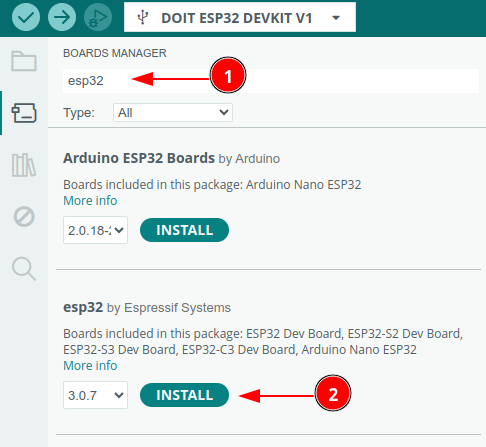 DOIT ESP32 DEVKIT V1
BOARDS MANAGER
esp32
1
Type: All
Arduino ESP32 Boards by Arduino
Boards included in this package: Arduino Nano ESP32
More info
2.0.18-2 INSTALL
esp32 by Espressif Systems
Boards included in this package: ESP32 Dev Board, ESP32-S2 Dev Board,
ESP32-S3 Dev Board, ESP32-C3 Dev Board, Arduino Nano ESP32
More info
3.0.7 INSTALL
2